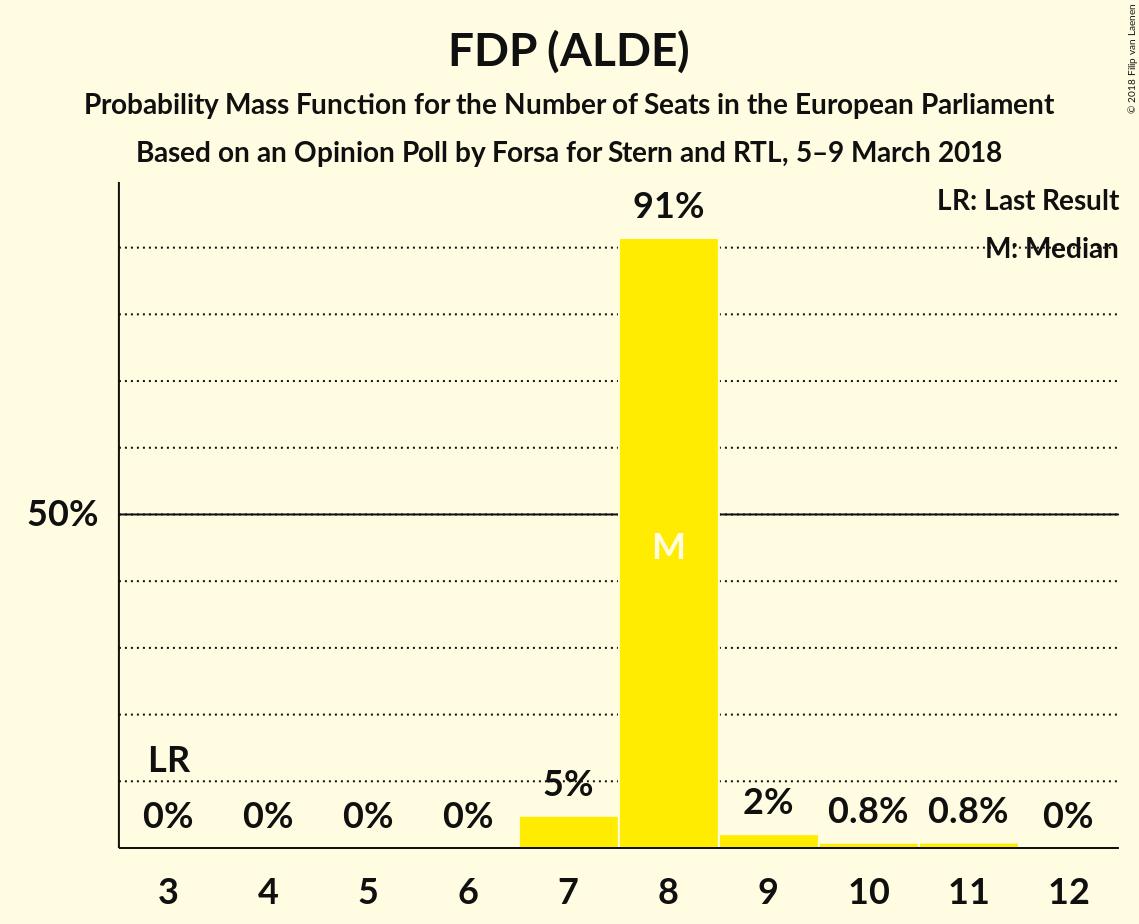 FDP (ALDE)
Probability Mass Function for the Number of Seats in the European Parliament
Based on an Opinion Poll by Forsa for Stern and RTL, 5–9 March 2018
© 2018 Filip van Laenen
LR: Last Result
M: Median
91%
50%
M
LR
0% 0% 0% 0% 5% 2% 0.8% 0.8% 0%
3 4 5 6 7 8 9 10 11 12